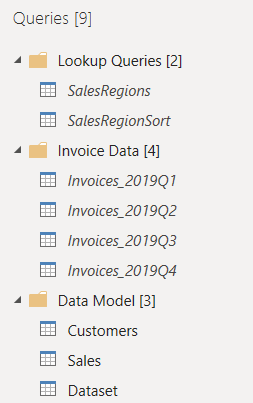 Queries [9]
Lookup Queries [2]
SalesRegions
SalesRegionSort
Invoice Data [4]
Invoices_2019Q1
Invoices_2019Q2
Invoices_2019Q3
Invoices_2019Q4
Data Model [3]
Customers
Sales
Dataset